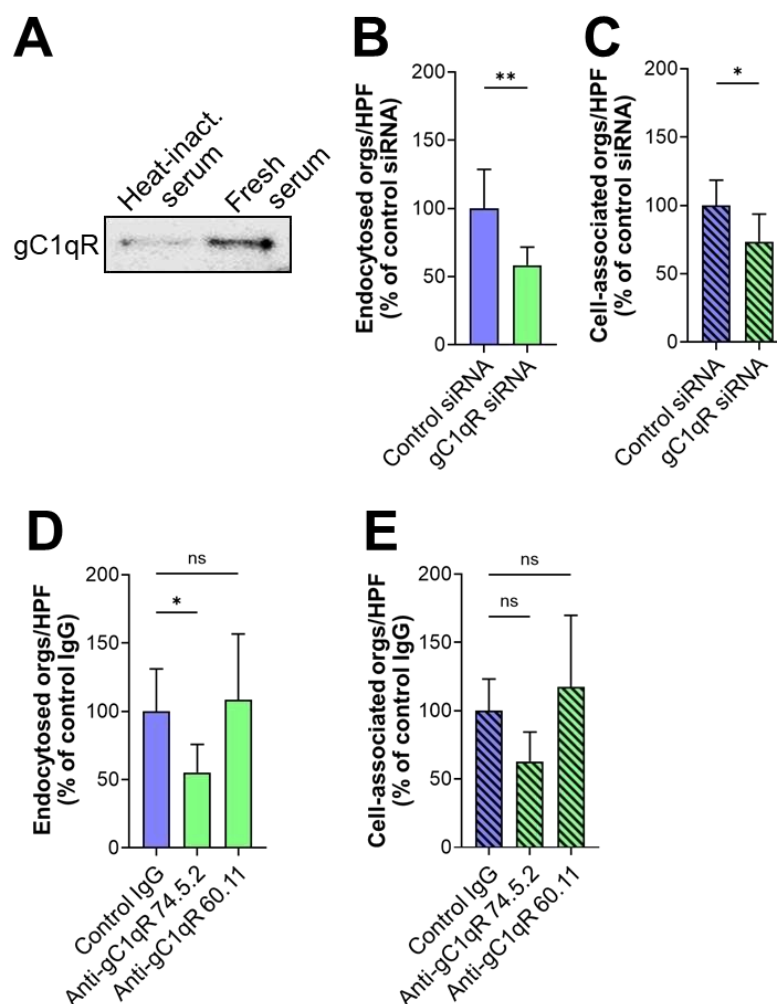 A
Heat-inact.
serum
Fresh
serum
gC1qR
B
Endocytosed orgs/HPF
(% of control siRNA)
200
150
100
50
0
**
Control siRNA
gC1qR siRNA
C
Cell-associated orgs/HPF
(% of control siRNA)
200
150
100
50
0
*
Control siRNA
gC1qR siRNA
D
Endocytosed orgs/HPF
(% of control IgG)
200
150
100
50
0
ns
*
Control IgG
Anti-gC1qR 74.5.2
Anti-gC1qR 60.11
E
Cell-associated orgs/HPF
(% of control IgG)
200
150
100
50
0
ns
ns
Control IgG
Anti-gC1qR 74.5.2
Anti-gC1qR 60.11